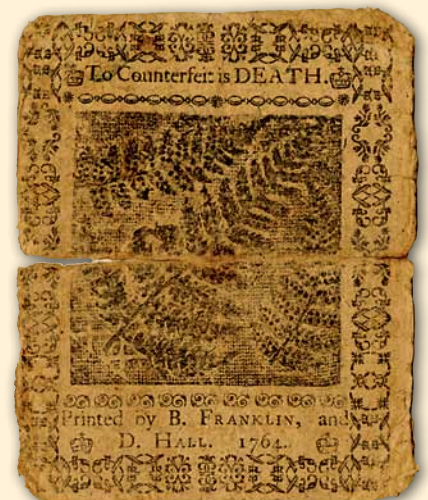 To Counterfeit is DEATH.
Printed by B. FRANKLIN, and
D. HALL. 1764.